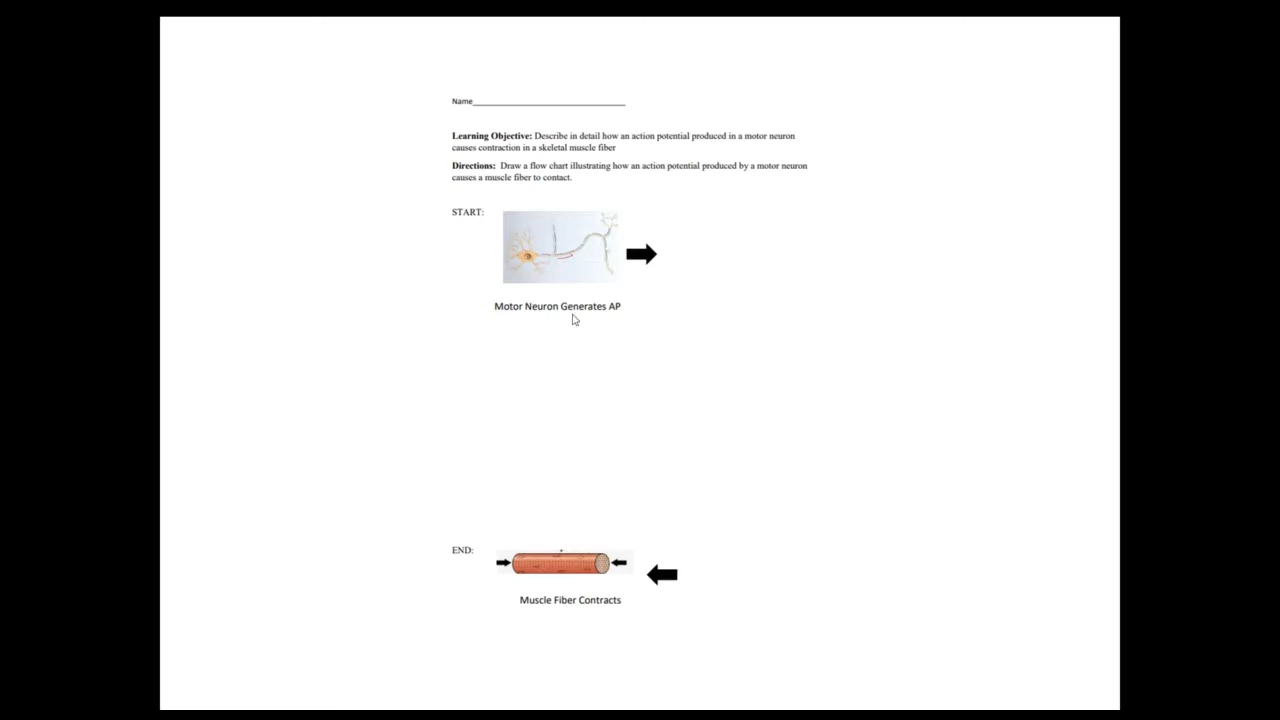 Name______________________________
Learning Objective: Describe in detail how an action potential produced in a motor neuron
causes contraction in a skeletal muscle fiber
Directions: Draw a flow chart illustrating how an action potential produced by a motor neuron
causes a muscle fiber to contact.
START:
Motor Neuron Generates AP
END:
Muscle Fiber Contracts